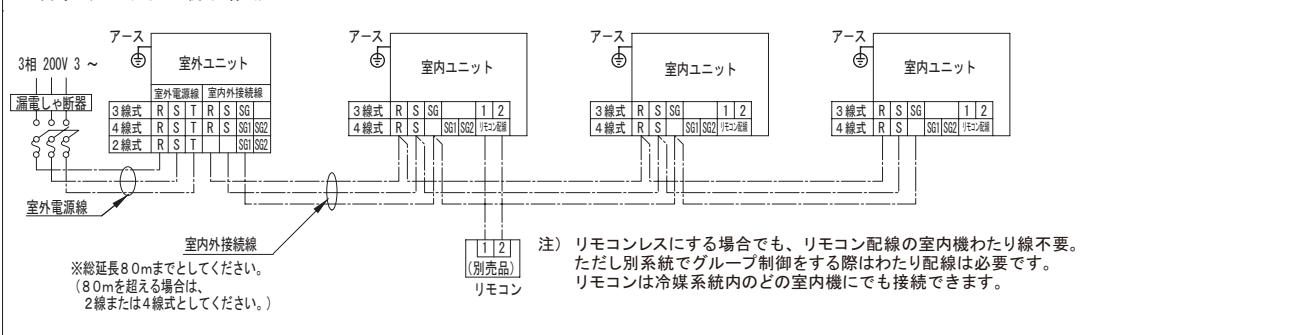 アース
アース
アース
アース
3相 200V 3 ~
室外ユニット
室内ユニット
室内ユニット
室内ユニット
漏電しゃ断器
室外電源線 室内外接続線
3線式 R S T R S SG
4線式 R S T R S SG1 SG2
2線式 R S T SG1 SG2
3線式 R S SG 1 2
4線式 R S SG1 SG2 リモコン配線
3線式 R S SG 1 2
4線式 R S SG1 SG2 リモコン配線
3線式 R S SG 1 2
4線式 R S SG1 SG2 リモコン配線
室外電源線
室内外接続線
※総延長80mまでとしてください。
(80mを超える場合は、
2線または4線式としてください。)
1 2
(別売品)
リモコン
注) リモコンレスにする場合でも、リモコン配線の室内機わたり線不要。
ただし別系統でグループ制御をする際はわたり配線は必要です。
リモコンは冷媒系統内のどの室内機にでも接続できます。